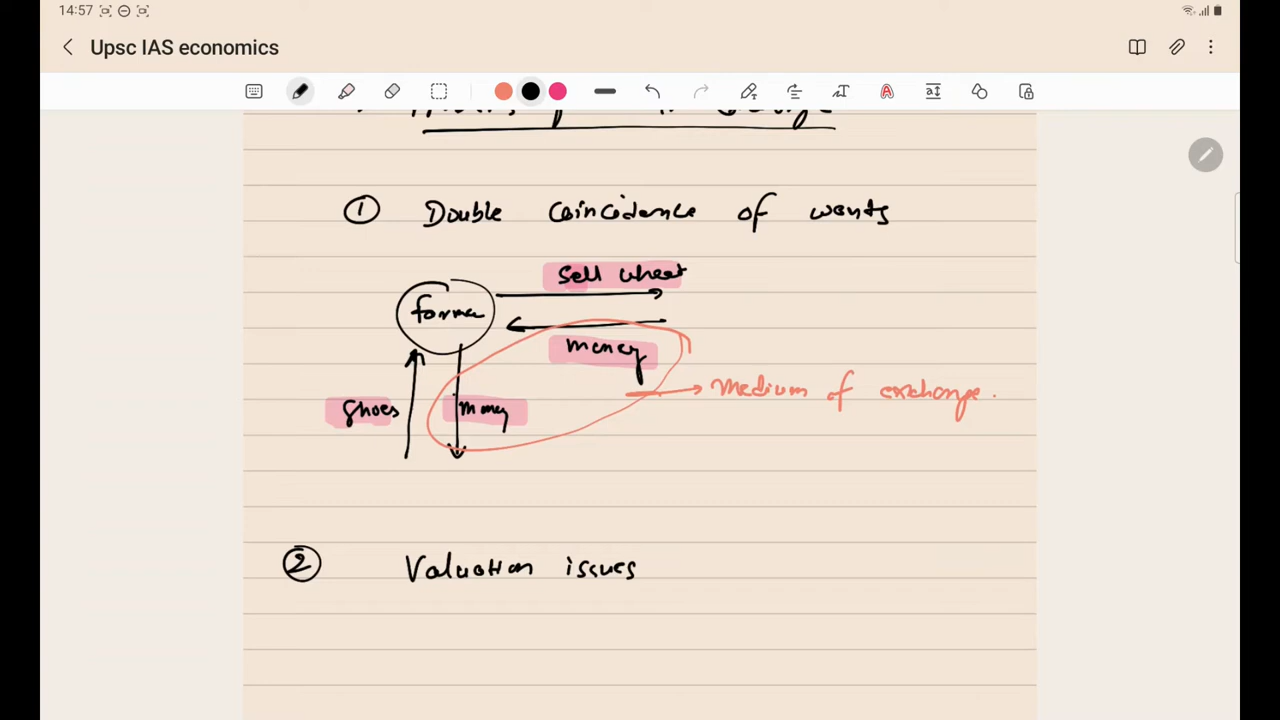 14:57
Upsc IAS economics
① Double Coincidence of wants
Sell wheat
farmer
money
Medium of exchange.
Shoes
money
② Valuation issues